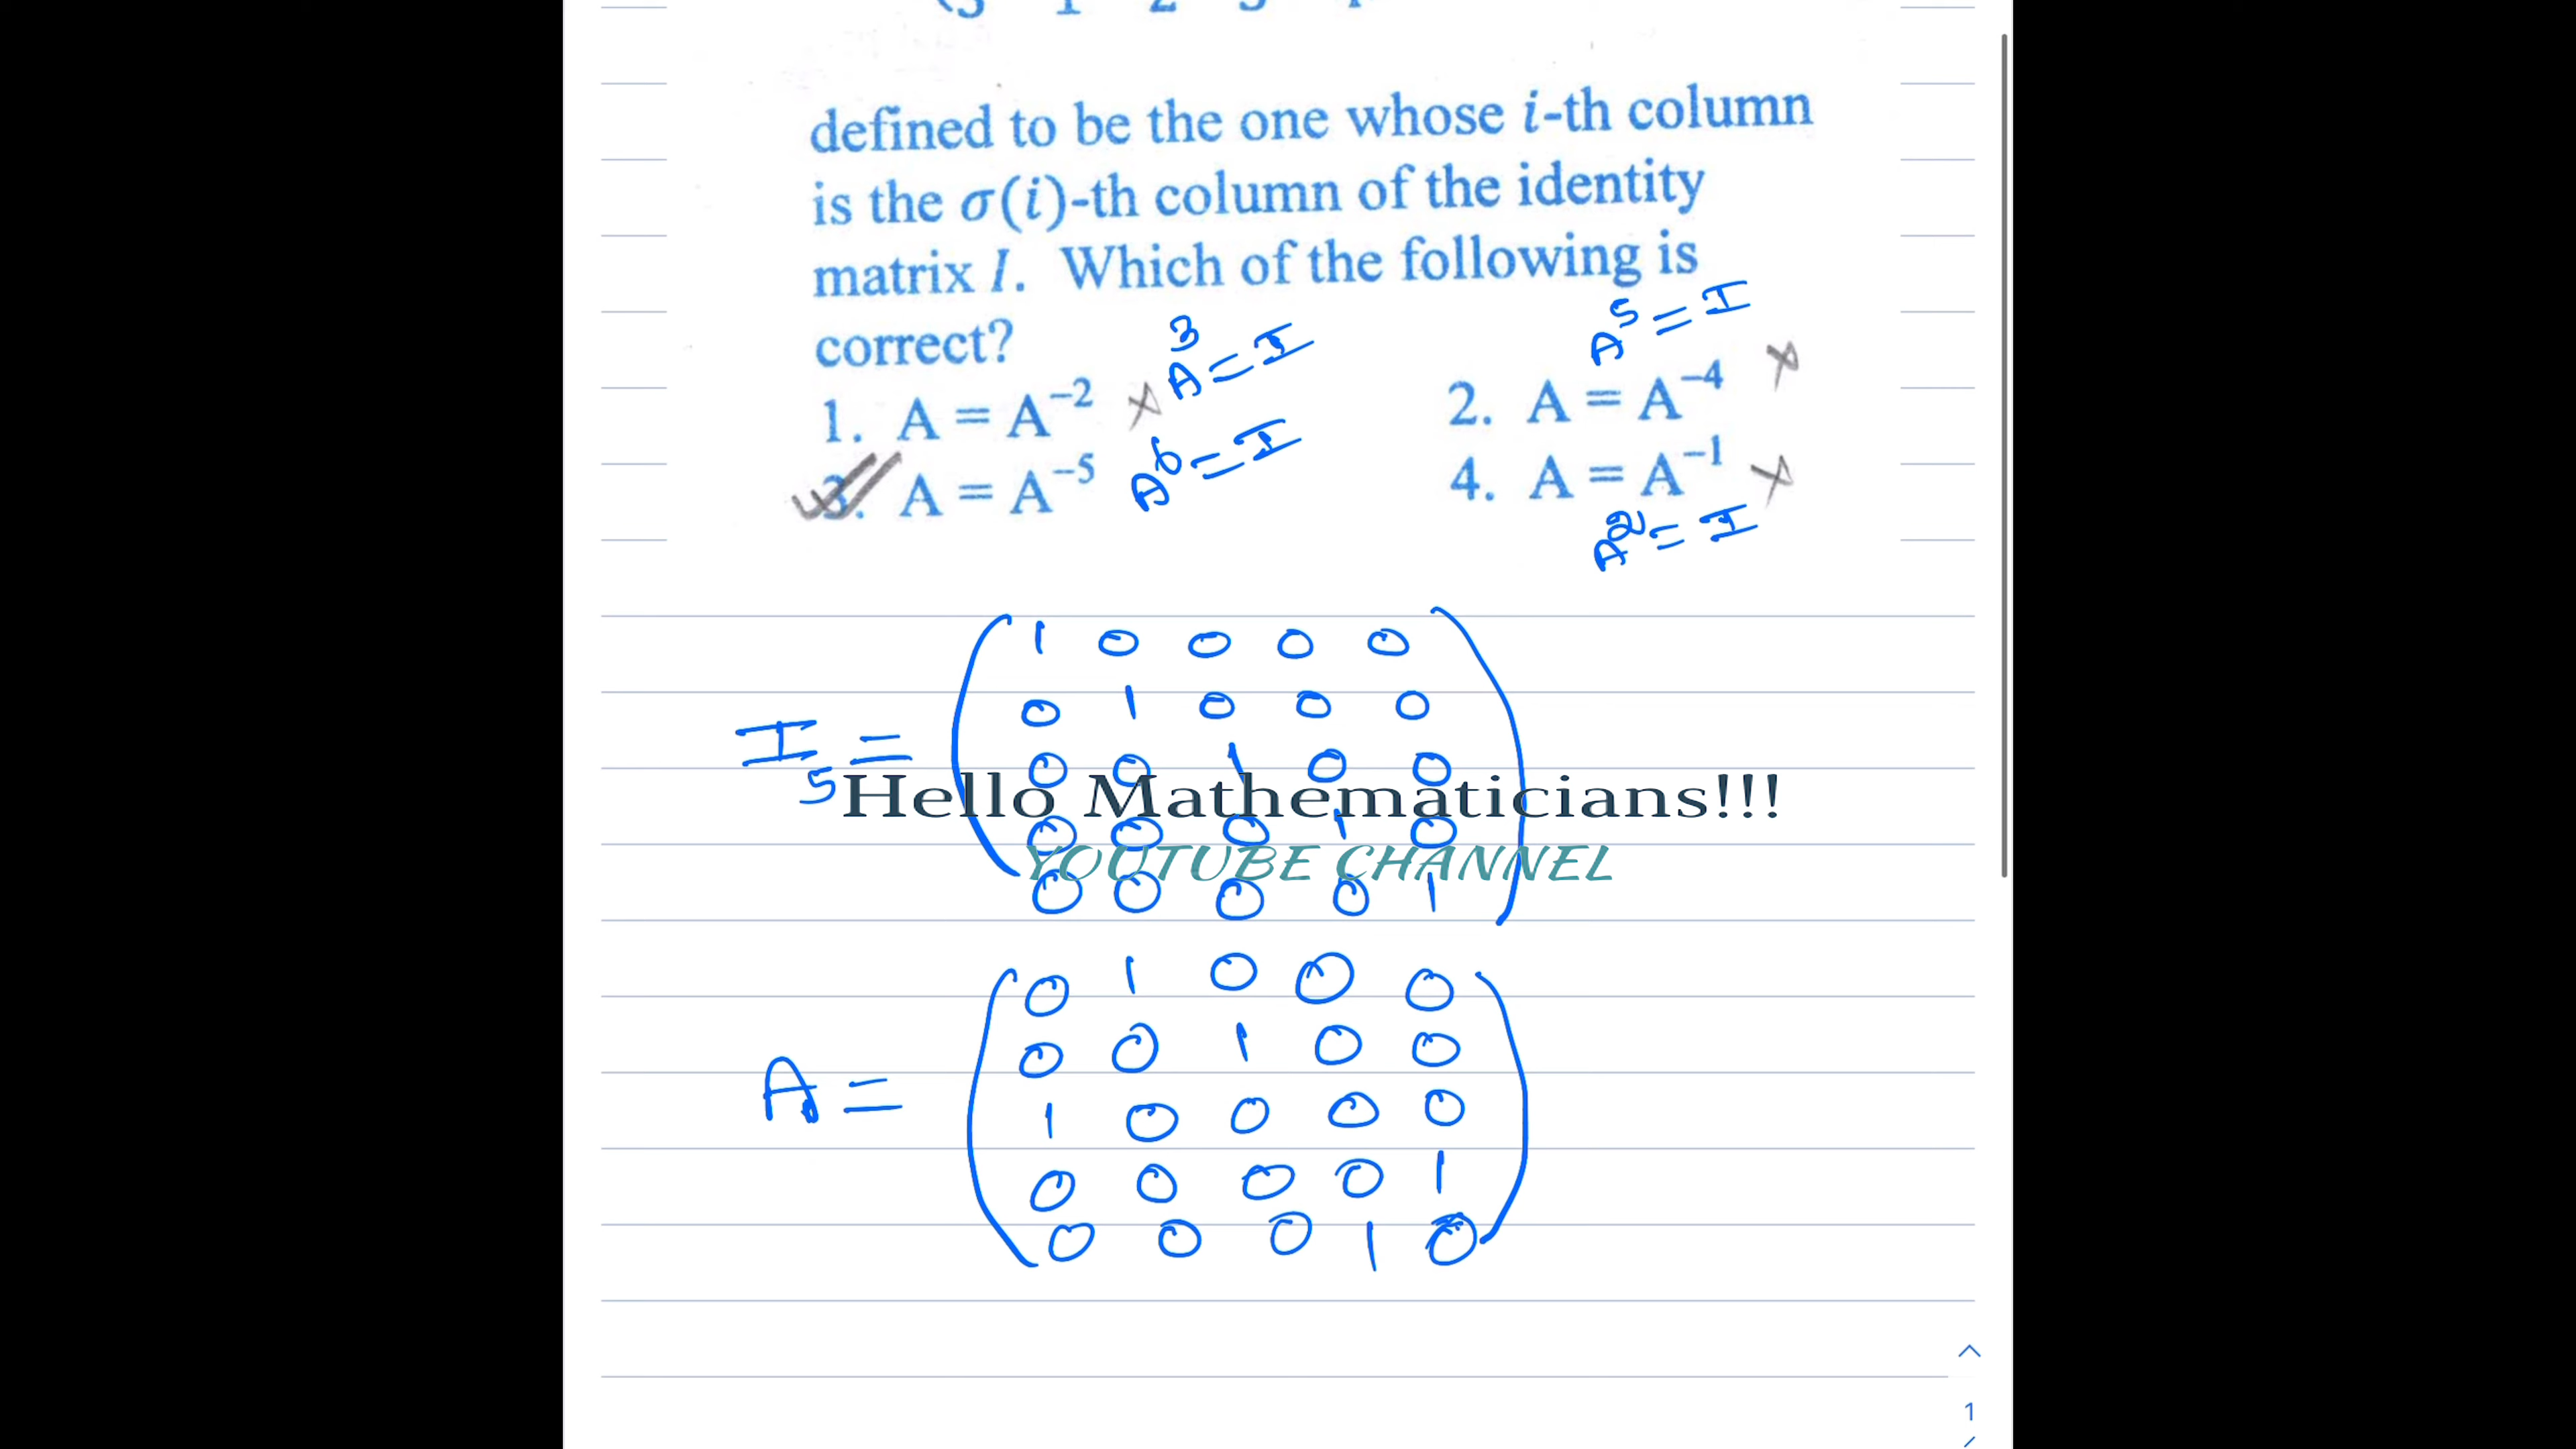 defined to be the one whose i-th column
is the σ(i)-th column of the identity
matrix I. Which of the following is
correct?
A³ = I
A⁵ = I
1. A = A⁻² ×
2. A = A⁻⁴ ×
A⁶ = I
3. A = A⁻⁵
4. A = A⁻¹ ×
A² = I
I₅ =
1 0 0 0 0
0 1 0 0 0
0 0 1 0 0
Hello Mathematicians!!!
0 0 0 1 0
YOUTUBE CHANNEL
0 0 0 0 1
A =
0 1 0 0 0
0 0 1 0 0
1 0 0 0 0
0 0 0 0 1
0 0 0 1 0
1